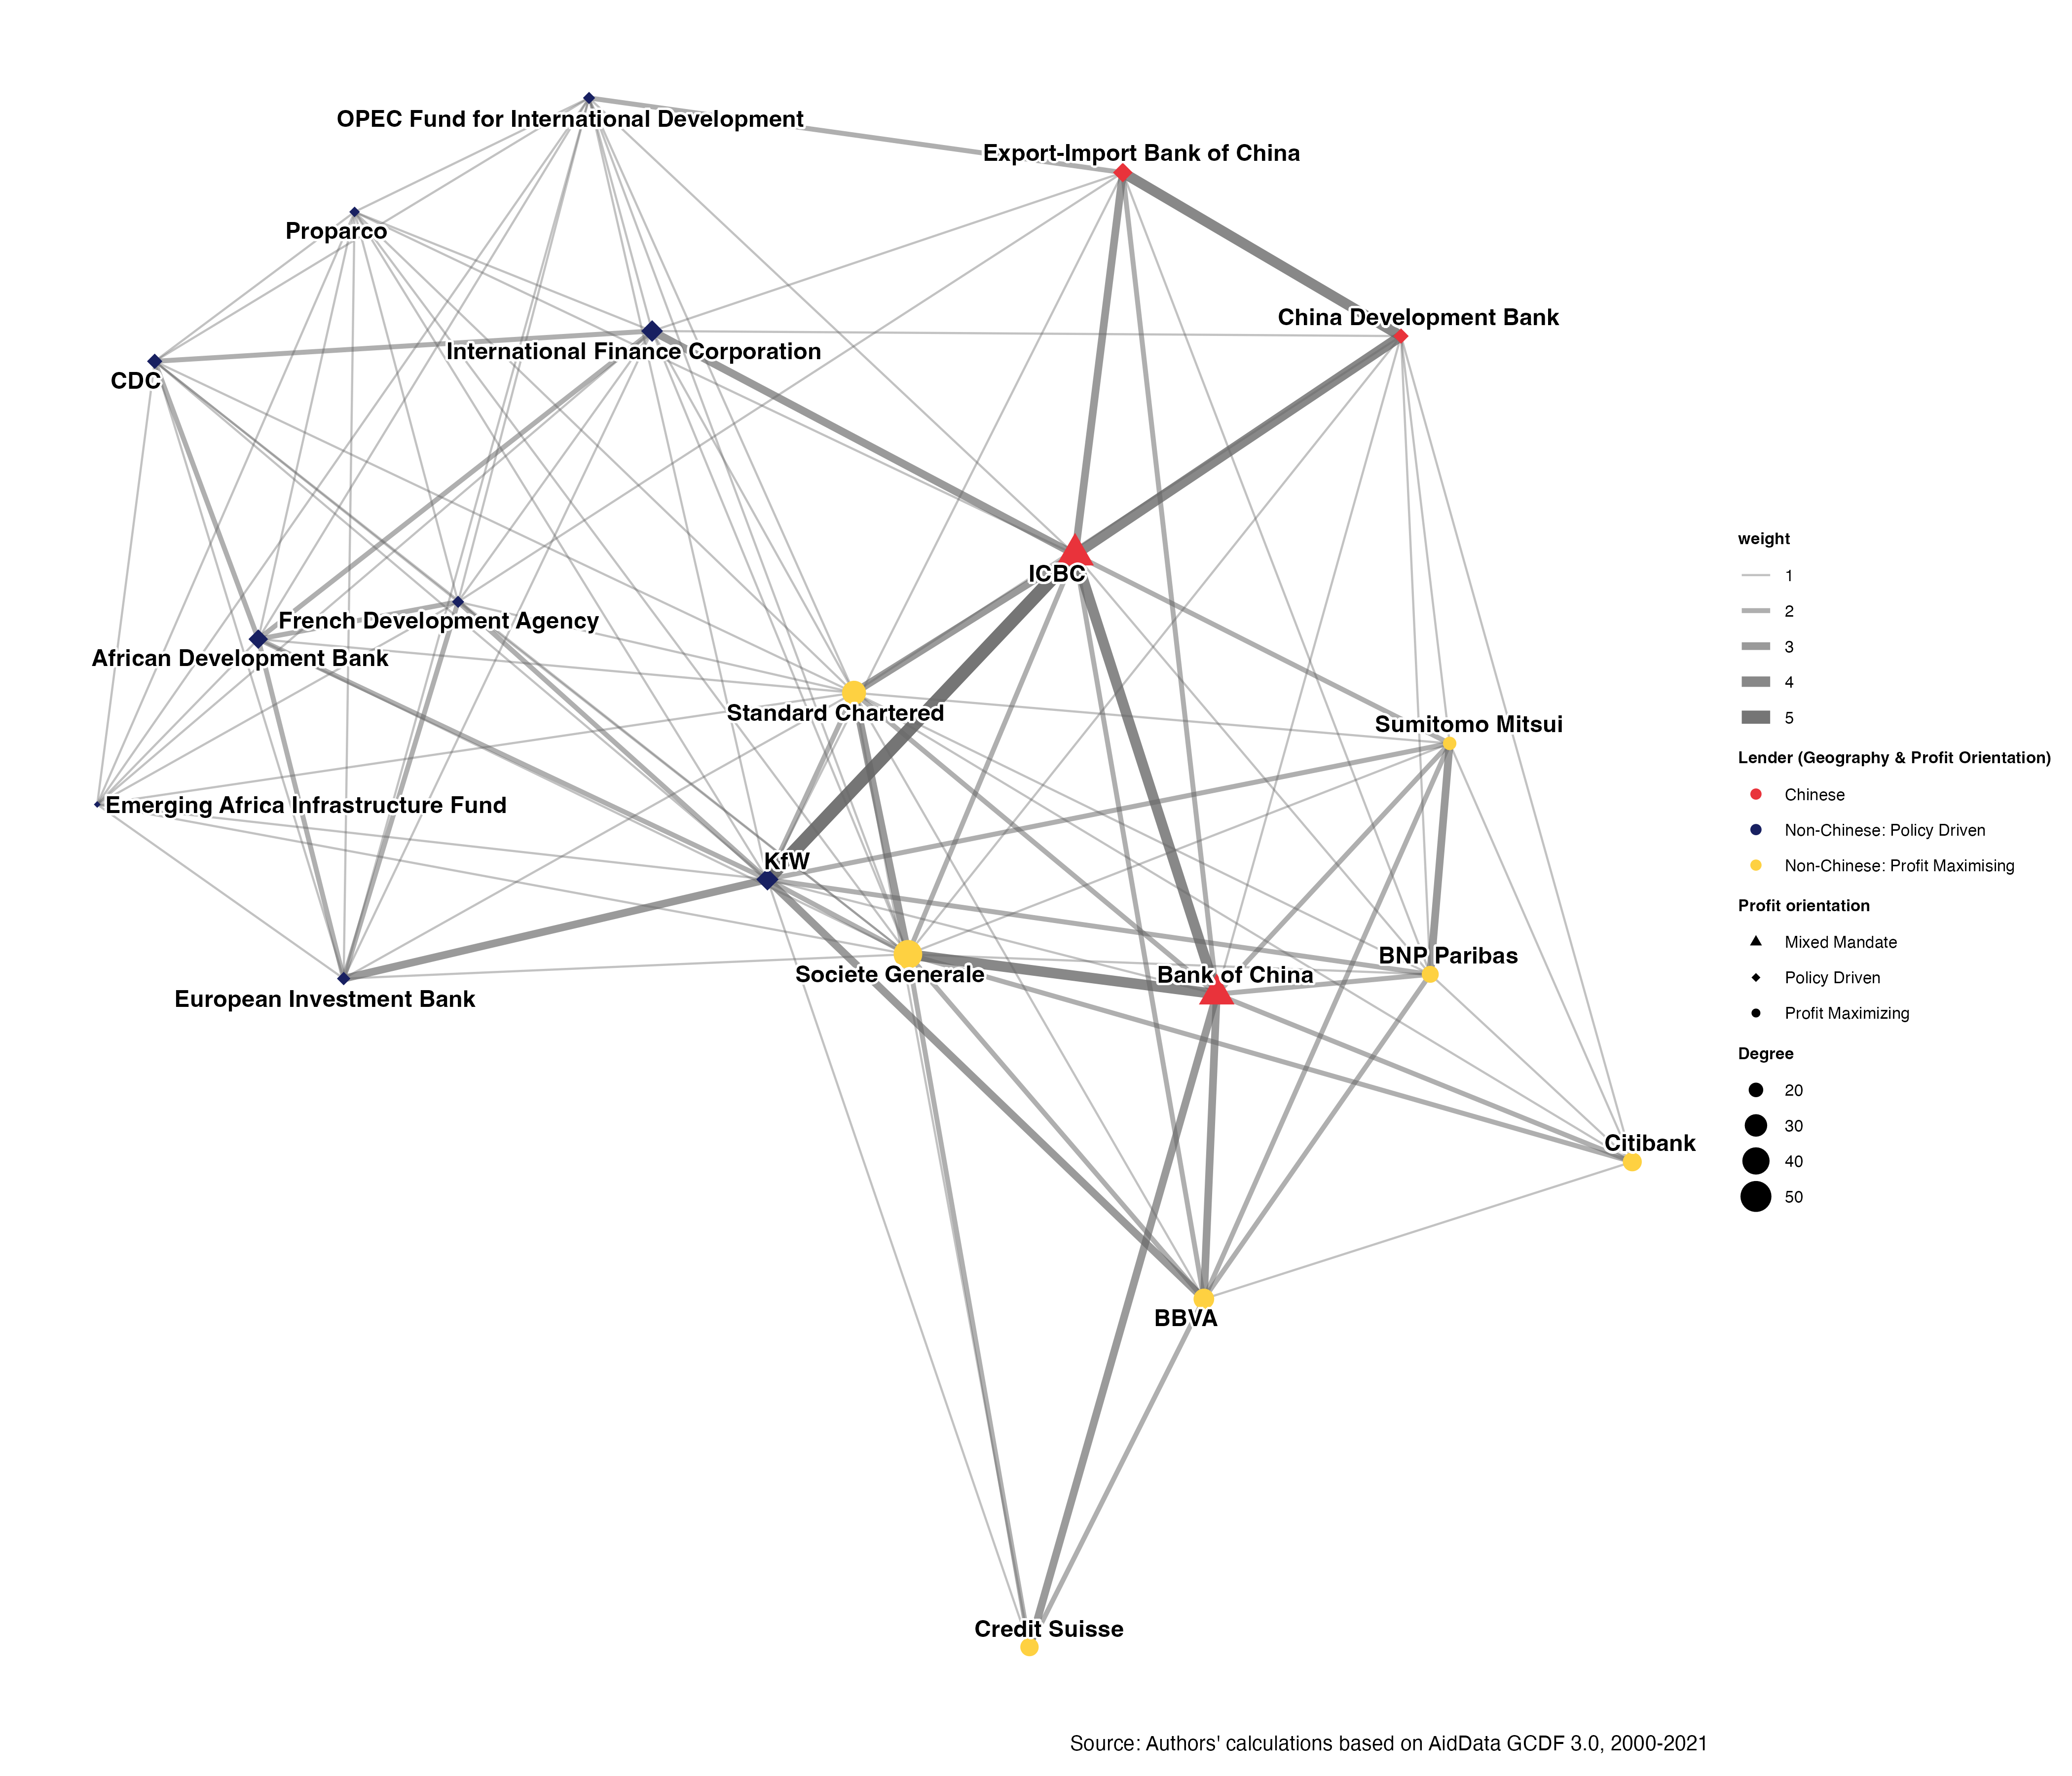 OPEC Fund for International Development
Export-Import Bank of China
Proparco
China Development Bank
International Finance Corporation
CDC
weight
ICBC
1
2
French Development Agency
3
African Development Bank
4
Standard Chartered
5
Sumitomo Mitsui
Lender (Geography & Profit Orientation)
Chinese
Emerging Africa Infrastructure Fund
Non-Chinese: Policy Driven
KfW
Non-Chinese: Profit Maximising
Profit orientation
Mixed Mandate
BNP Paribas
Societe Generale
Bank of China
Policy Driven
European Investment Bank
Profit Maximizing
Degree
20
30
Citibank
40
50
BBVA
Credit Suisse
Source: Authors' calculations based on AidData GCDF 3.0, 2000-2021